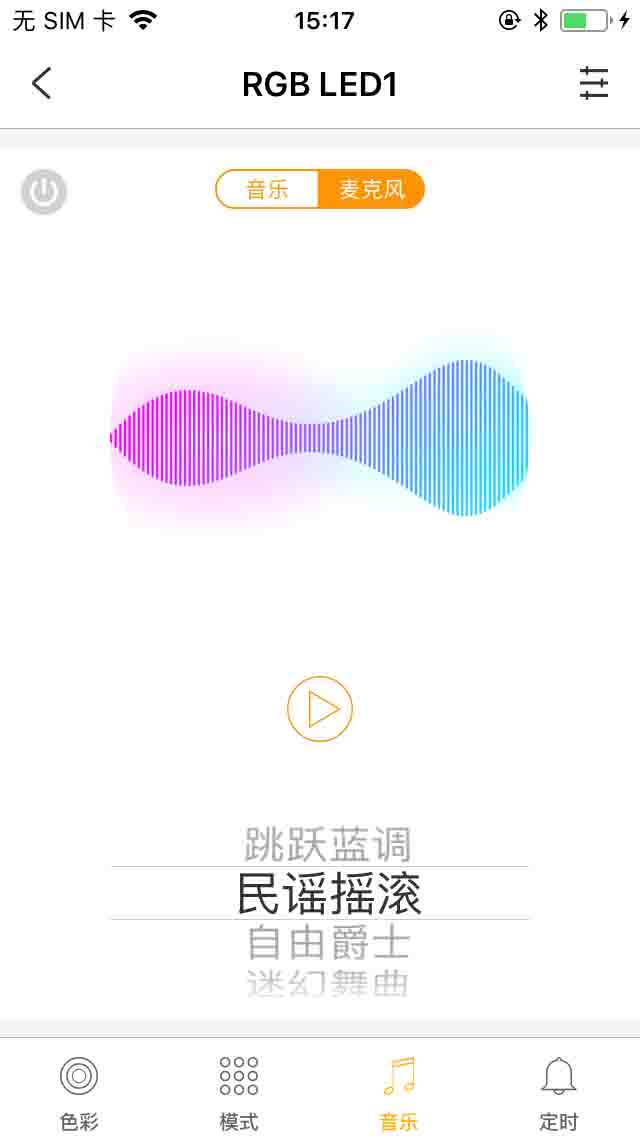 无 SIM 卡 15:17
RGB LED1
音乐 麦克风
跳跃蓝调
民谣摇滚
自由爵士
迷幻舞曲
色彩 模式 音乐 定时